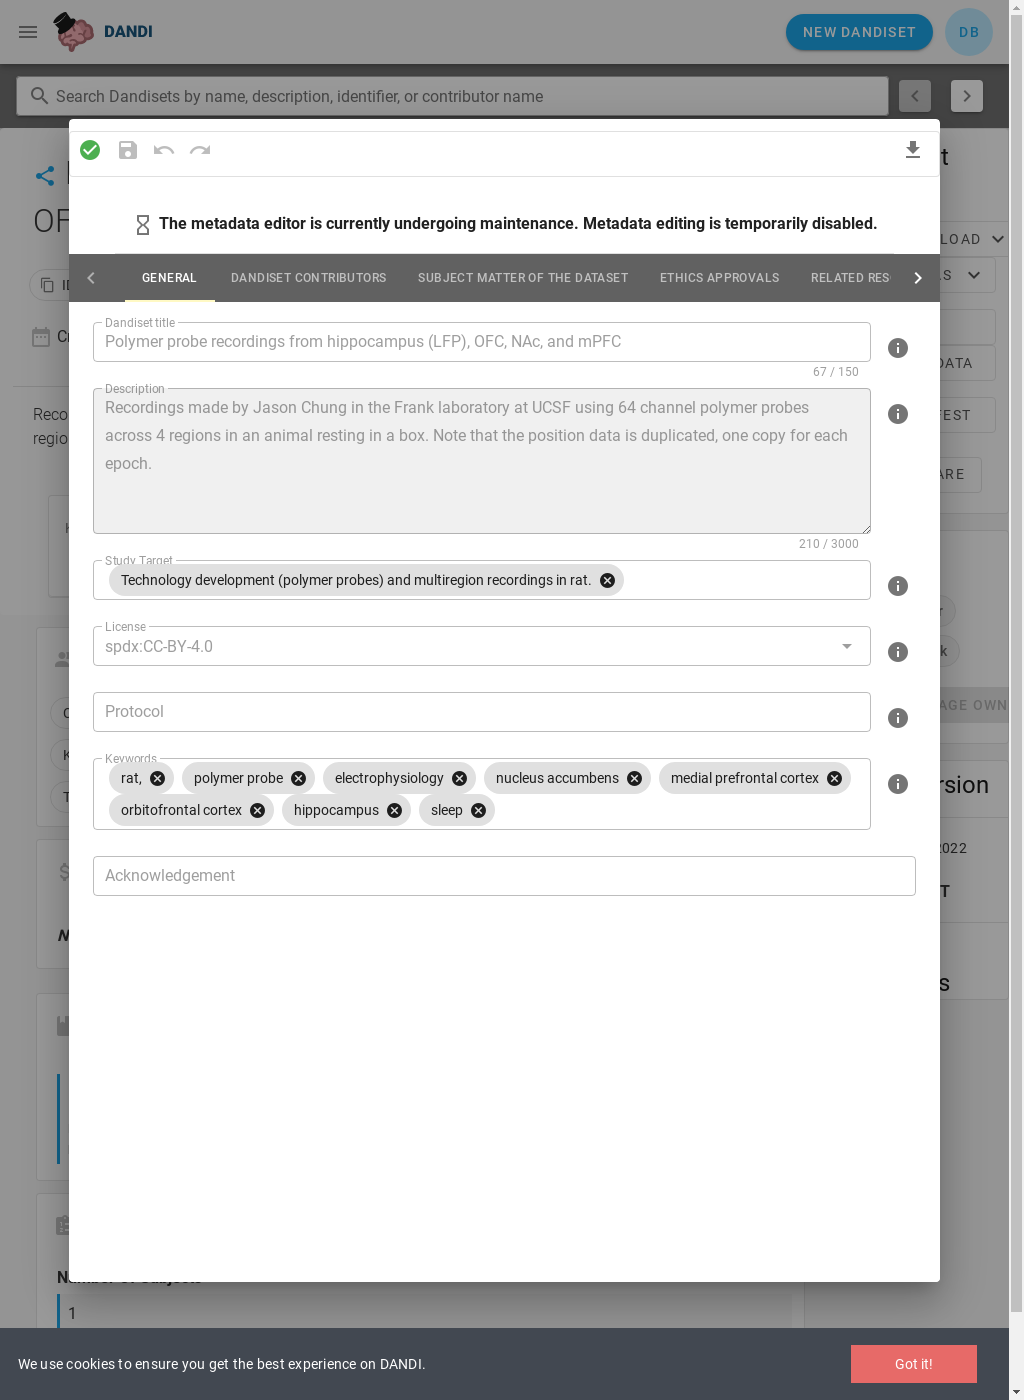 DANDI
NEW DANDISET
DB
Search Dandisets by name, description, identifier, or contributor name
The metadata editor is currently undergoing maintenance. Metadata editing is temporarily disabled.
GENERAL DANDISET CONTRIBUTORS SUBJECT MATTER OF THE DATASET ETHICS APPROVALS RELATED
Dandiset title
Polymer probe recordings from hippocampus (LFP), OFC, NAc, and mPFC
67 / 150
Description
Recordings made by Jason Chung in the Frank laboratory at UCSF using 64 channel polymer probes
across 4 regions in an animal resting in a box. Note that the position data is duplicated, one copy for each
epoch.
210 / 3000
Study Target
Technology development (polymer probes) and multiregion recordings in rat.
License
spdx:CC-BY-4.0
Protocol
Keywords
rat, polymer probe electrophysiology nucleus accumbens medial prefrontal cortex
orbitofrontal cortex hippocampus sleep
Acknowledgement
2022
Number of Subjects
1
We use cookies to ensure you get the best experience on DANDI.
Got it!